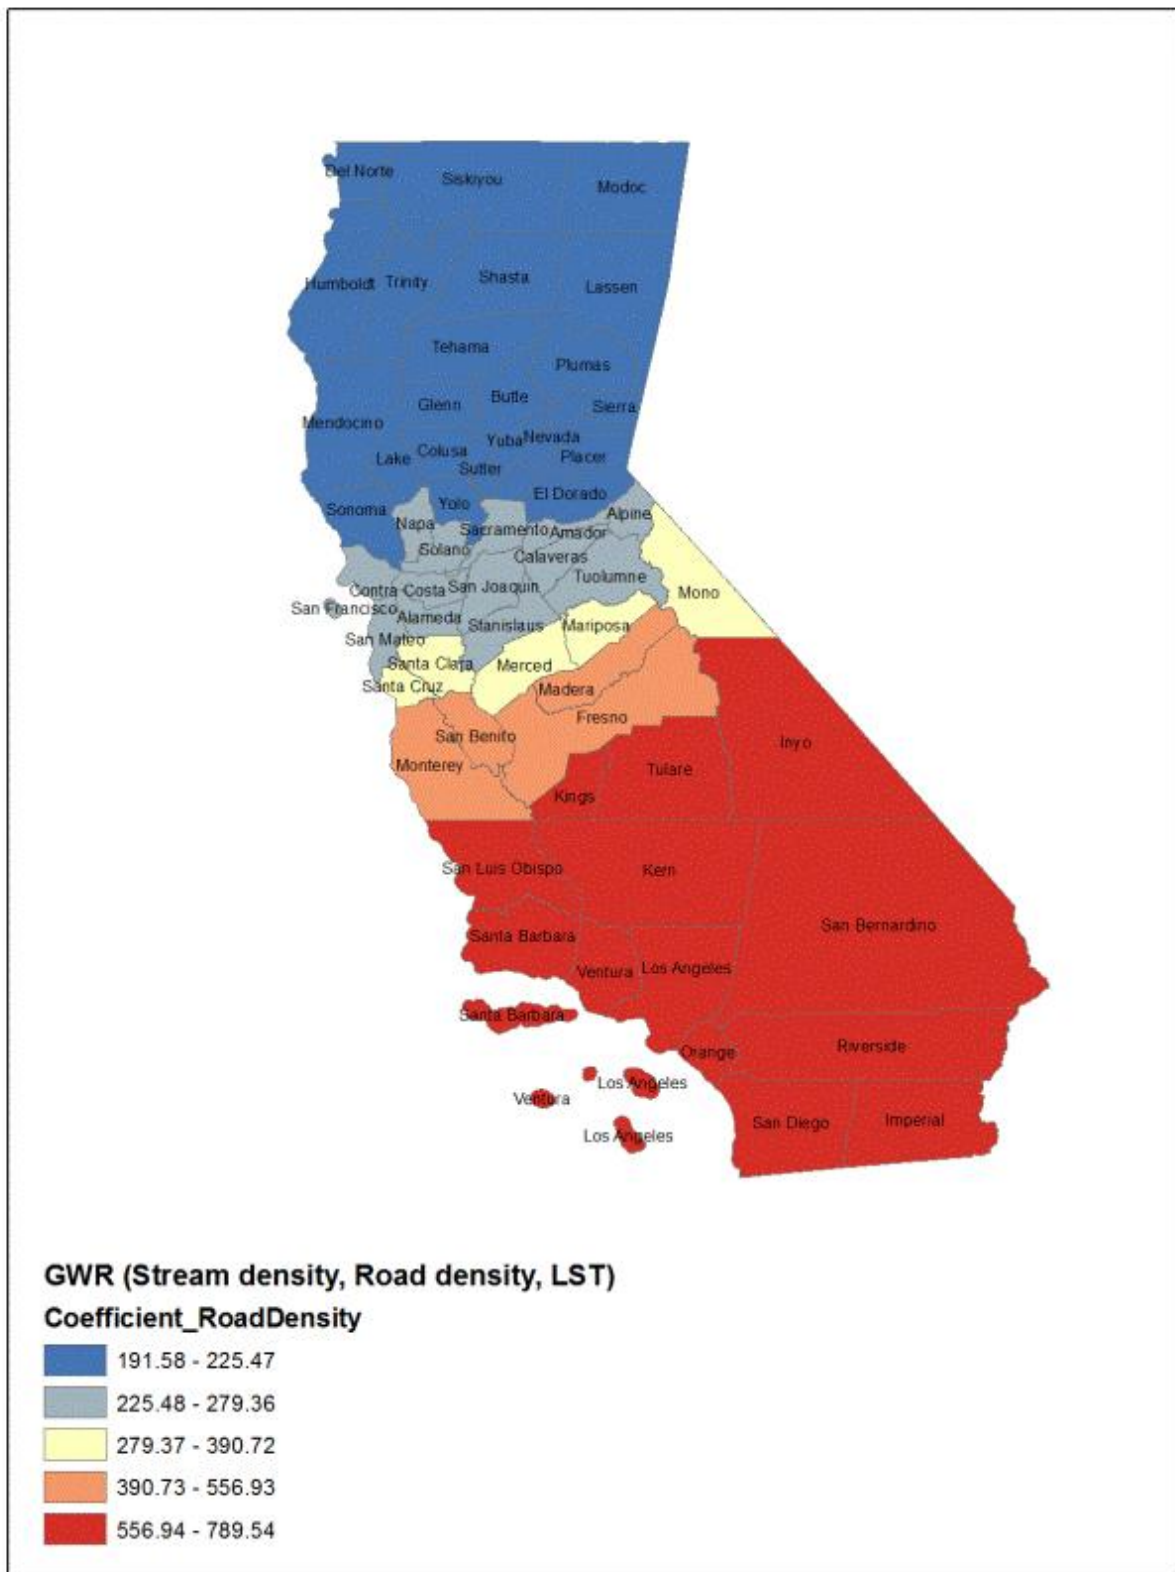 Del Norte
Siskiyou
Modoc
Humboldt
Trinity
Shasta
Lassen
Tehama
Plumas
Glenn
Butte
Sierra
Mendocino
Lake
Colusa
Yuba
Nevada
Sutter
Placer
Sonoma
Yolo
El Dorado
Napa
Sacramento
Amador
Alpine
Solano
Calaveras
Contra Costa
San Joaquin
Tuolumne
Mono
San Francisco
Alameda
Stanislaus
Mariposa
San Mateo
Santa Clara
Merced
Santa Cruz
Madera
Fresno
San Benito
Monterey
Inyo
Tulare
Kings
San Luis Obispo
Kern
San Bernardino
Santa Barbara
Ventura
Los Angeles
Santa Barbara
Orange
Riverside
Los Angeles
Ventura
Los Angeles
San Diego
Imperial
GWR (Stream density, Road density, LST)
Coefficient_RoadDensity
191.58 - 225.47
225.48 - 279.36
279.37 - 390.72
390.73 - 556.93
556.94 - 789.54